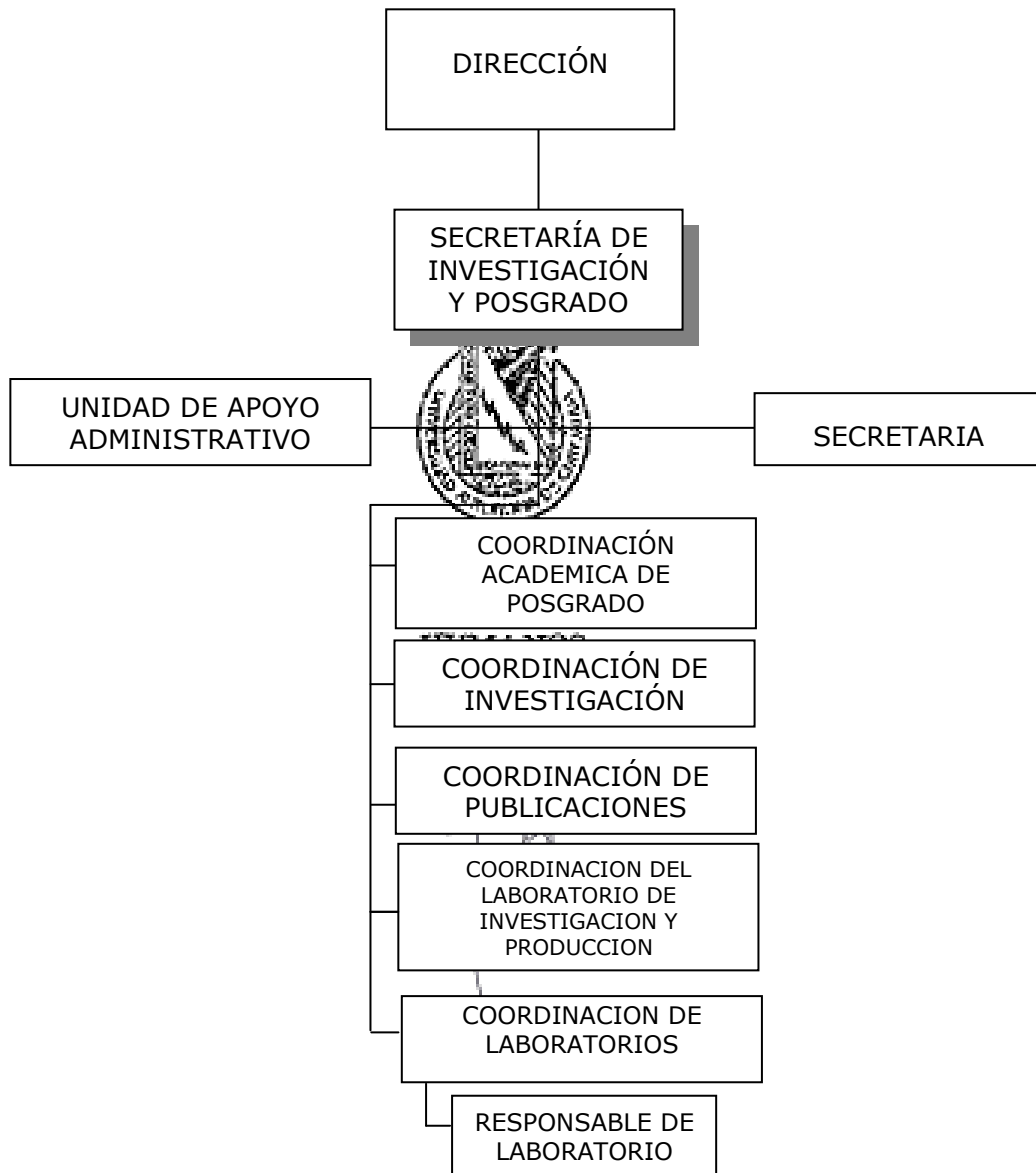 DIRECCIÓN
SECRETARÍA DE
INVESTIGACIÓN
Y POSGRADO
UNIDAD DE APOYO
ADMINISTRATIVO
SECRETARIA
COORDINACIÓN
ACADEMICA DE
POSGRADO
COORDINACIÓN DE
INVESTIGACIÓN
COORDINACIÓN DE
PUBLICACIONES
COORDINACION DEL
LABORATORIO DE
INVESTIGACION Y
PRODUCCION
COORDINACION DE
LABORATORIOS
RESPONSABLE DE
LABORATORIO